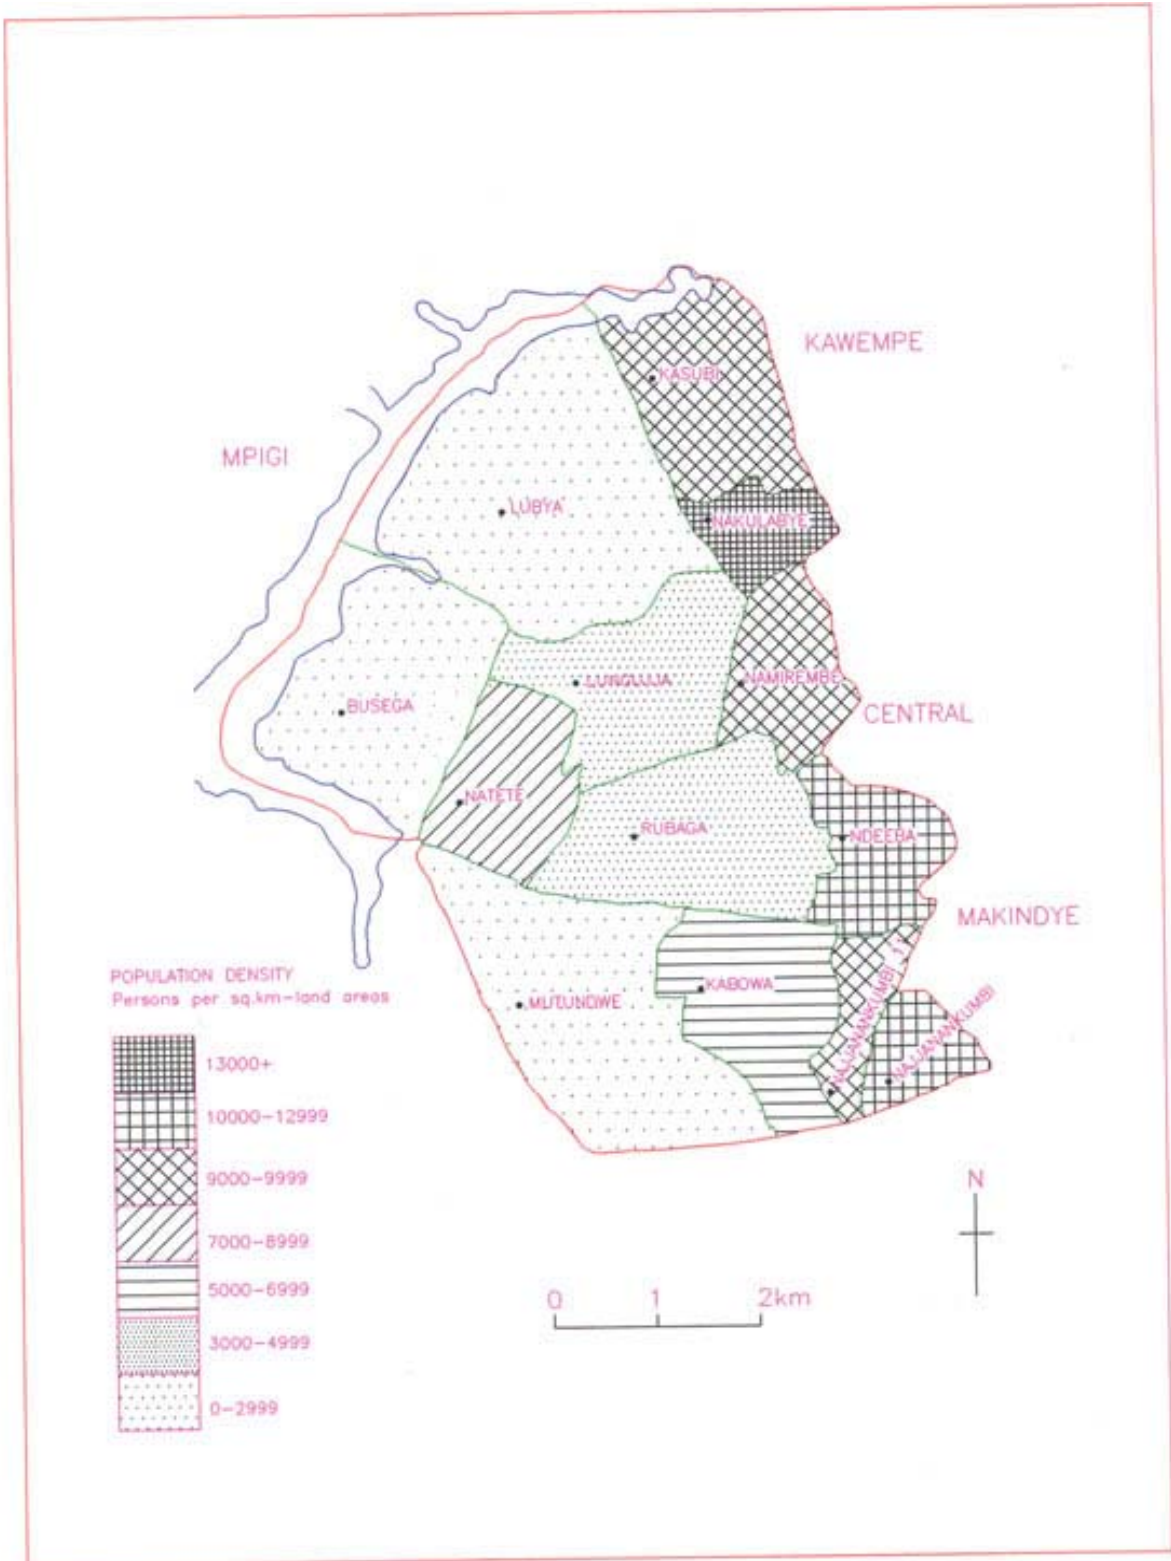 KAWEMPE
KASUBI
MPIGI
LUBYA
NAKULABYE
LUNGUJJA
NAMIREMBE
BUSEGA
CENTRAL
NATETE
RUBAGA
NDEEBA
MAKINDYE
POPULATION DENSITY
Persons per sq.km-land areas
KABOWA
MUTUNDWE
NAJJANANKUMBI
NAJJANANKUMBI
13000+
10000-12999
9000-9999
7000-8999
5000-6999
3000-4999
0-2999
N
0 1 2km